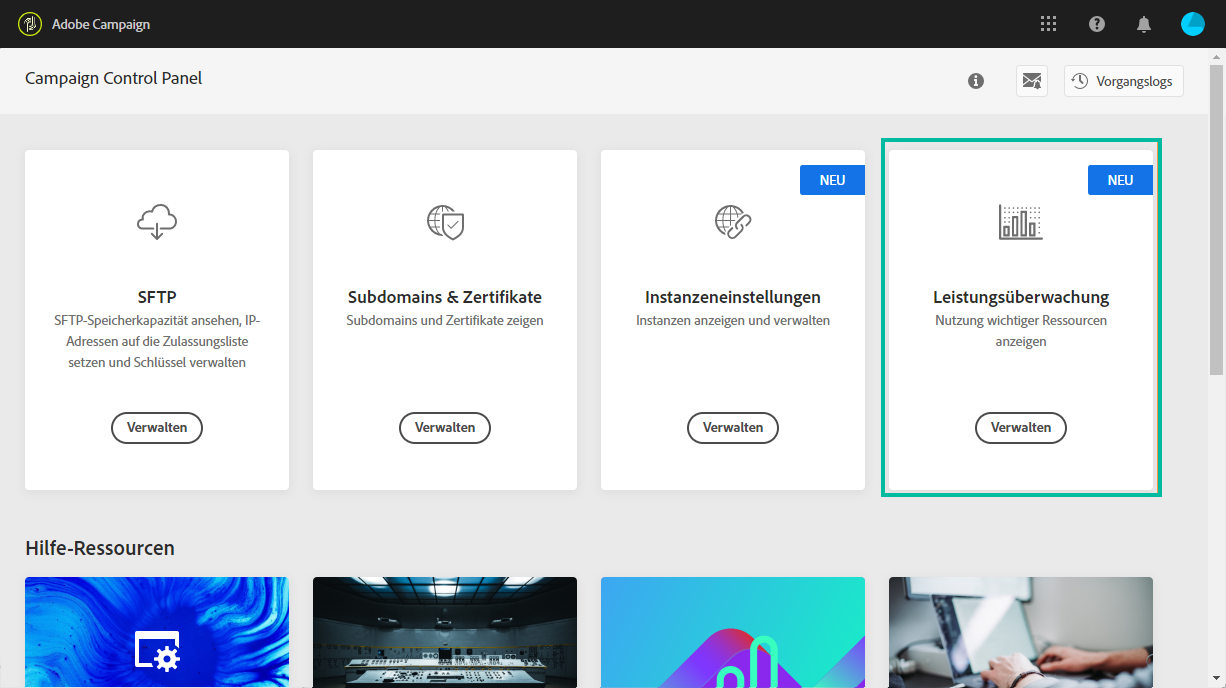 Adobe Campaign
Campaign Control Panel
Vorgangslogs
SFTP
SFTP-Speicherkapazität ansehen, IP-
Adressen auf die Zulassungsliste
setzen und Schlüssel verwalten
Verwalten
Subdomains & Zertifikate
Subdomains und Zertifikate zeigen
Verwalten
NEU
Instanzeneinstellungen
Instanzen anzeigen und verwalten
Verwalten
NEU
Leistungsüberwachung
Nutzung wichtiger Ressourcen
anzeigen
Verwalten
Hilfe-Ressourcen